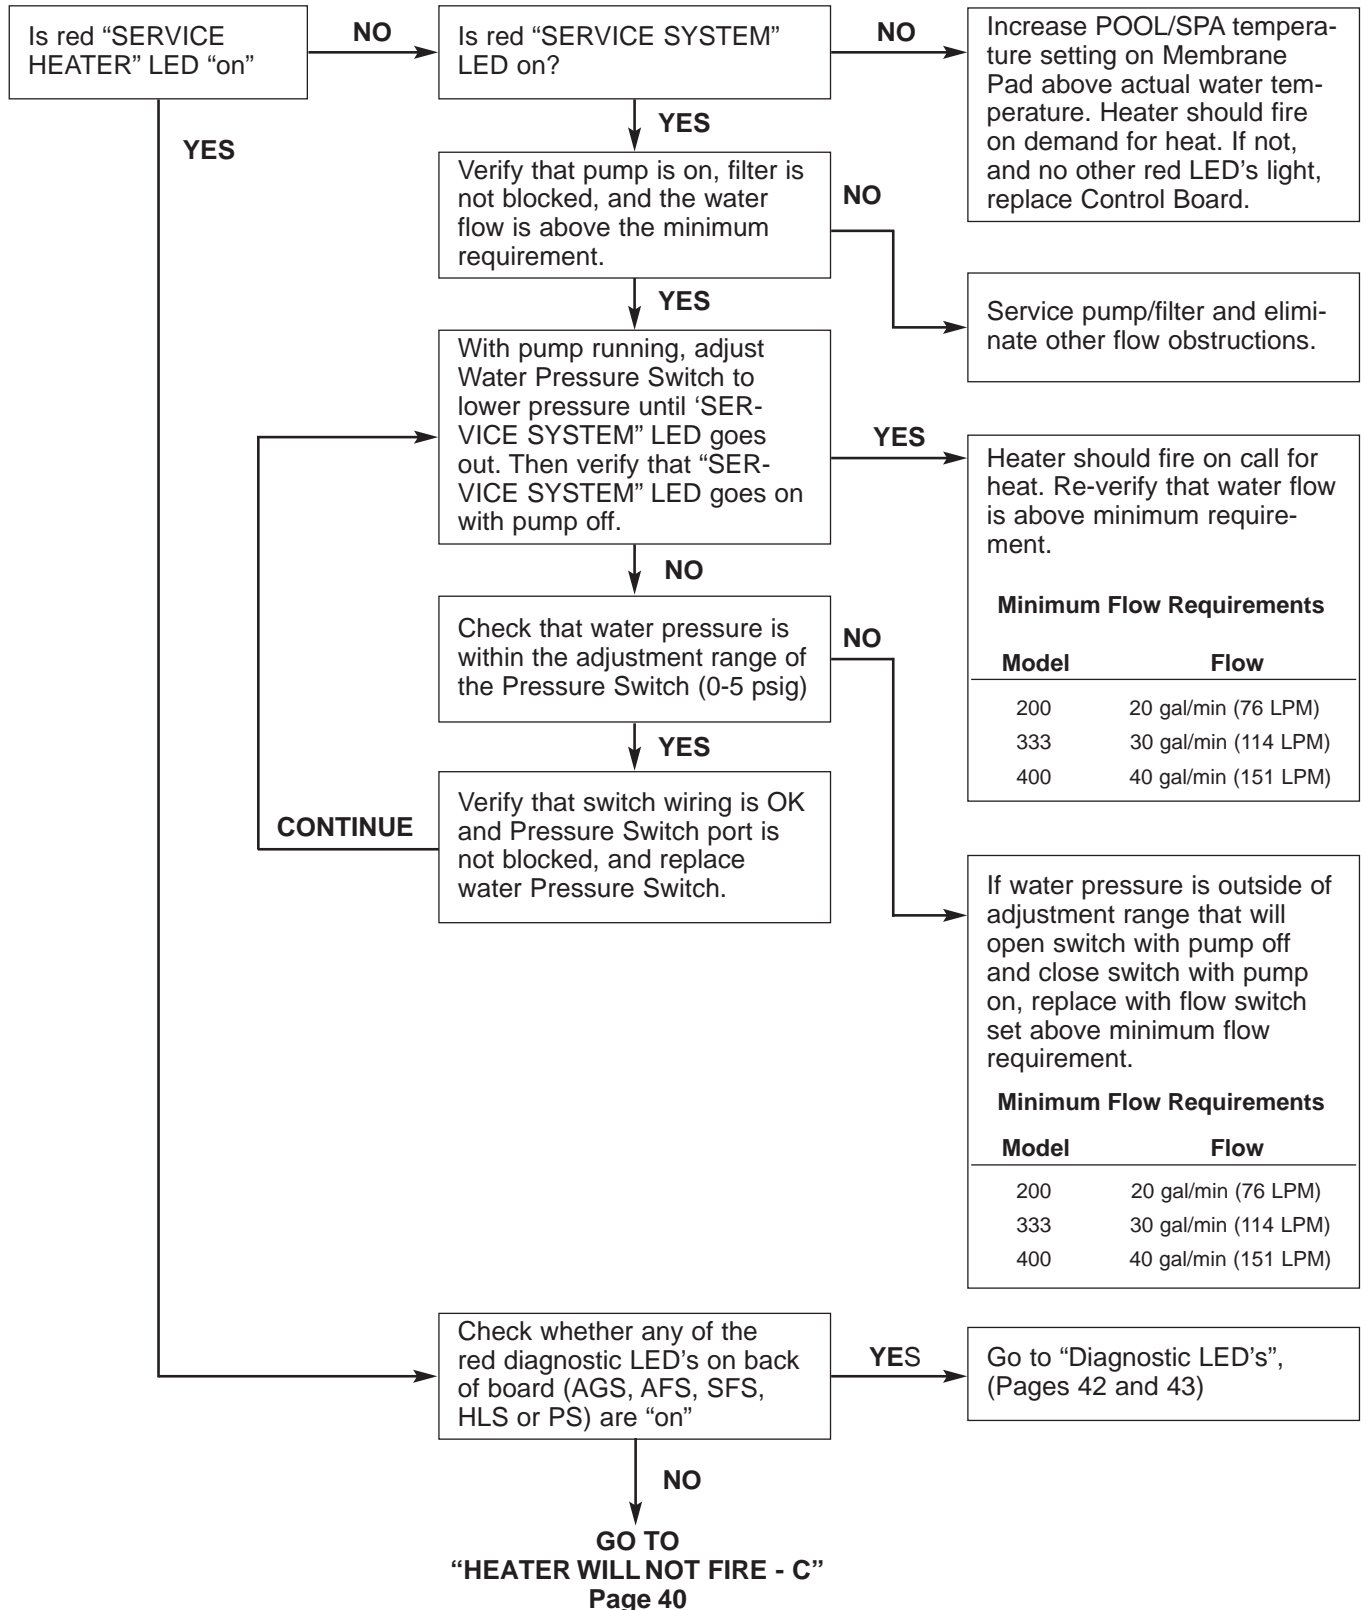 Is red “SERVICE
HEATER” LED “on”
NO
Is red “SERVICE SYSTEM”
LED on?
NO
Increase POOL/SPA tempera-
ture setting on Membrane
Pad above actual water tem-
perature. Heater should fire
on demand for heat. If not,
and no other red LED's light,
replace Control Board.
YES
YES
Verify that pump is on, filter is
not blocked, and the water
flow is above the minimum
requirement.
NO
Service pump/filter and elimi-
nate other flow obstructions.
YES
With pump running, adjust
Water Pressure Switch to
lower pressure until ‘SER-
VICE SYSTEM” LED goes
out. Then verify that “SER-
VICE SYSTEM” LED goes on
with pump off.
YES
Heater should fire on call for
heat. Re-verify that water flow
is above minimum require-
ment.
Minimum Flow Requirements
Model Flow
200 20 gal/min (76 LPM)
333 30 gal/min (114 LPM)
400 40 gal/min (151 LPM)
NO
Check that water pressure is
within the adjustment range of
the Pressure Switch (0-5 psig)
NO
YES
Verify that switch wiring is OK
and Pressure Switch port is
not blocked, and replace
water Pressure Switch.
CONTINUE
If water pressure is outside of
adjustment range that will
open switch with pump off
and close switch with pump
on, replace with flow switch
set above minimum flow
requirement.
Minimum Flow Requirements
Model Flow
200 20 gal/min (76 LPM)
333 30 gal/min (114 LPM)
400 40 gal/min (151 LPM)
Check whether any of the
red diagnostic LED's on back
of board (AGS, AFS, SFS,
HLS or PS) are “on”
YES
Go to “Diagnostic LED's”,
(Pages 42 and 43)
NO
GO TO
“HEATER WILL NOT FIRE - C”
Page 40